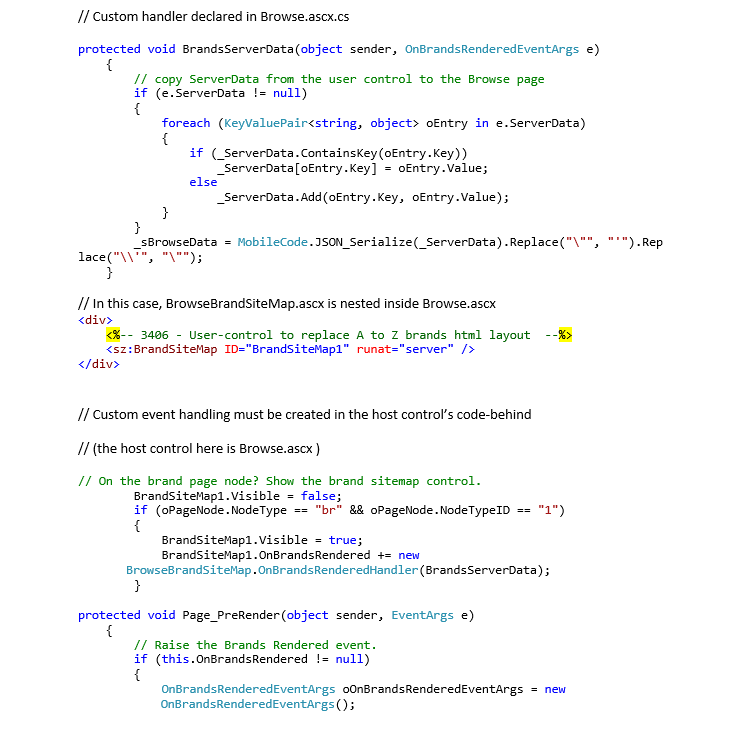 // Custom handler declared in Browse.ascx.cs
protected void BrandsServerData(object sender, OnBrandsRenderedEventArgs e)
{
// copy ServerData from the user control to the Browse page
if (e.ServerData != null)
{
foreach (KeyValuePair<string, object> oEntry in e.ServerData)
{
if (_ServerData.ContainsKey(oEntry.Key))
_ServerData[oEntry.Key] = oEntry.Value;
else
_ServerData.Add(oEntry.Key, oEntry.Value);
}
}
_sBrowseData = MobileCode.JSON_Serialize(_ServerData).Replace("\"", "'").Rep
lace("\\'", "\"");
}
// In this case, BrowseBrandSiteMap.ascx is nested inside Browse.ascx
<div>
<%-- 3406 - User-control to replace A to Z brands html layout  --%>
<sz:BrandSiteMap ID="BrandSiteMap1" runat="server" />
</div>
// Custom event handling must be created in the host control’s code-behind
// (the host control here is Browse.ascx )
// On the brand page node? Show the brand sitemap control.
BrandSiteMap1.Visible = false;
if (oPageNode.NodeType == "br" && oPageNode.NodeTypeID == "1")
{
BrandSiteMap1.Visible = true;
BrandSiteMap1.OnBrandsRendered += new
BrowseBrandSiteMap.OnBrandsRenderedHandler(BrandsServerData);
}
protected void Page_PreRender(object sender, EventArgs e)
{
// Raise the Brands Rendered event.
if (this.OnBrandsRendered != null)
{
OnBrandsRenderedEventArgs oOnBrandsRenderedEventArgs = new
OnBrandsRenderedEventArgs();